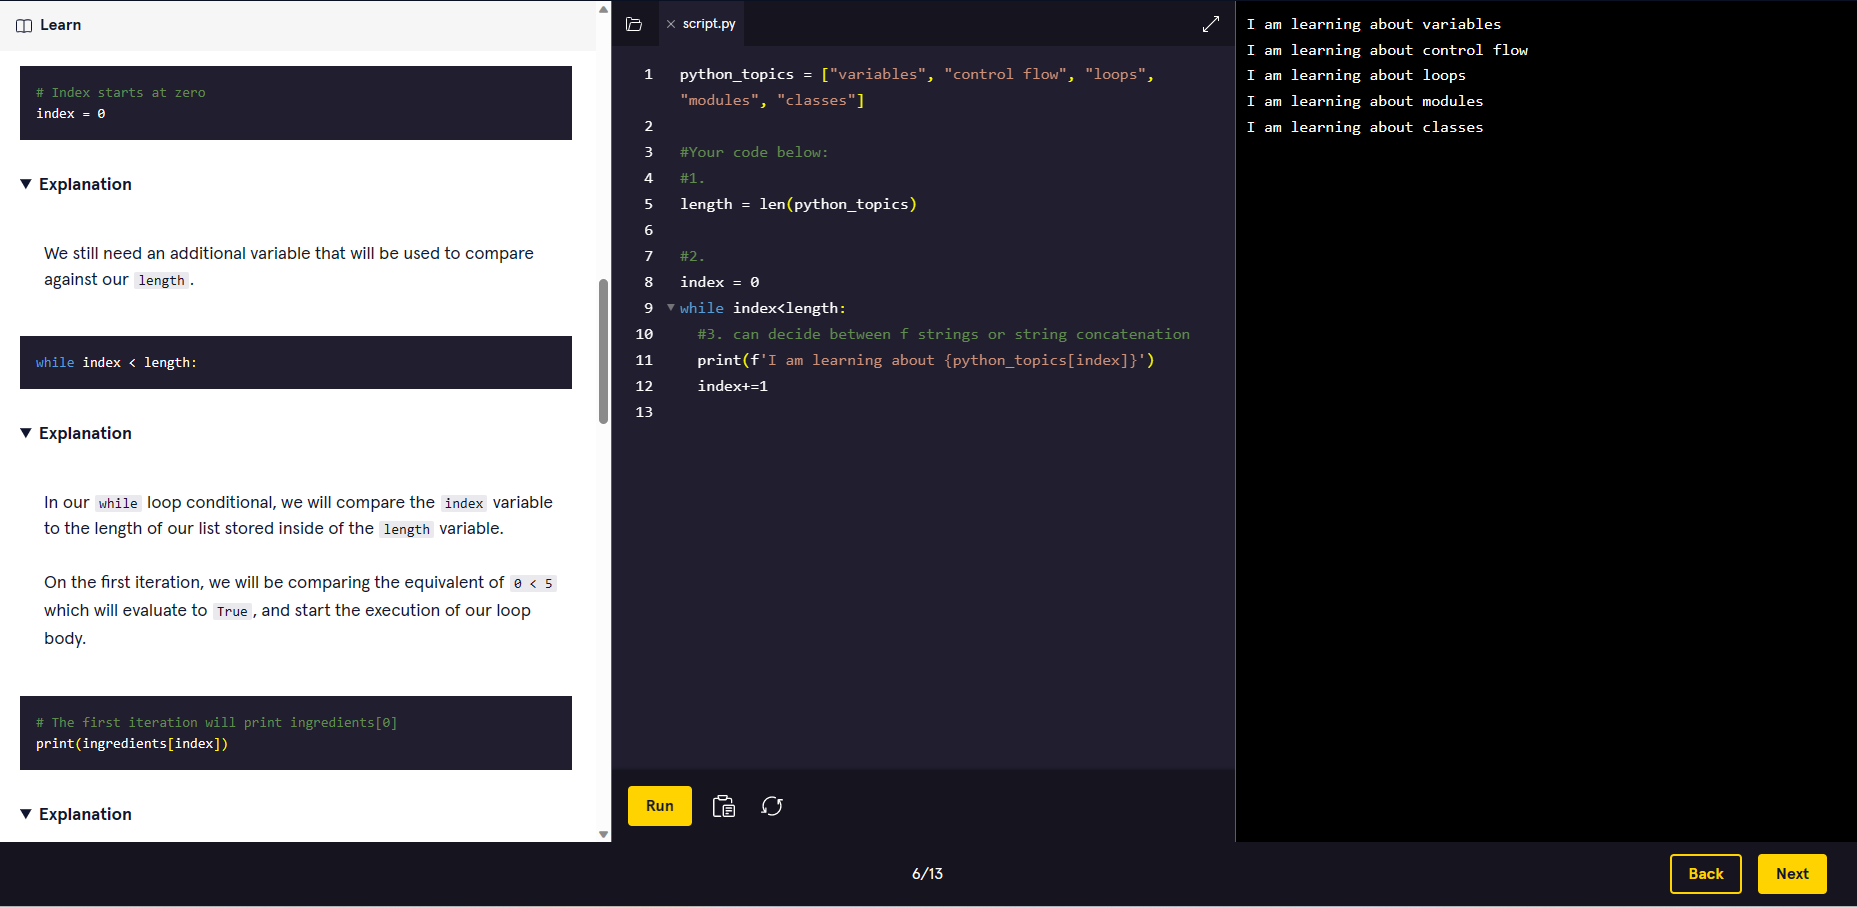 Learn
# Index starts at zero
index = 0
Explanation
We still need an additional variable that will be used to compare
against our length.
while index < length:
Explanation
In our while loop conditional, we will compare the index variable
to the length of our list stored inside of the length variable.
On the first iteration, we will be comparing the equivalent of 0 < 5
which will evaluate to True, and start the execution of our loop
body.
# The first iteration will print ingredients[0]
print(ingredients[index])
Explanation
script.py
1 python_topics = ["variables", "control flow", "loops",
"modules", "classes"]
2
3 #Your code below:
4 #1.
5 length = len(python_topics)
6
7 #2.
8 index = 0
9 while index<length:
10 #3. can decide between f strings or string concatenation
11 print(f'I am learning about {python_topics[index]}')
12 index+=1
13
Run
I am learning about variables
I am learning about control flow
I am learning about loops
I am learning about modules
I am learning about classes
6/13
Back
Next